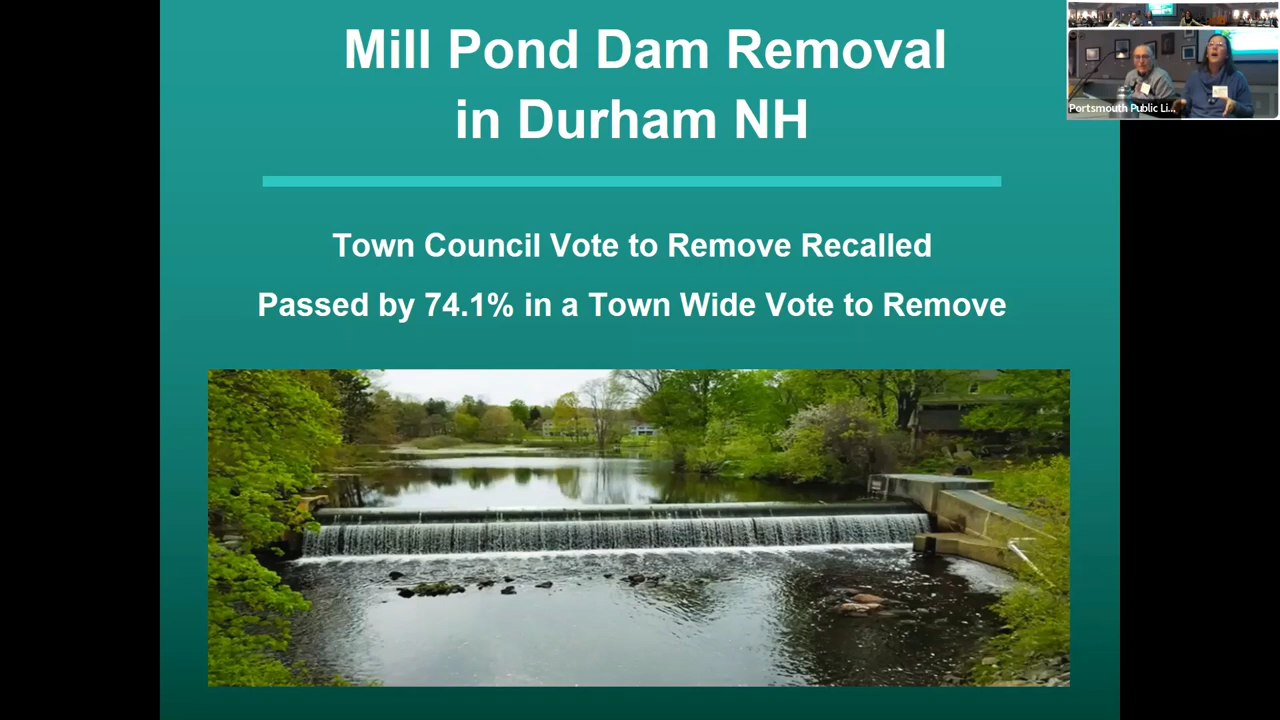 Mill Pond Dam Removal
in Durham NH
Town Council Vote to Remove Recalled
Passed by 74.1% in a Town Wide Vote to Remove
Portsmouth Public Li...